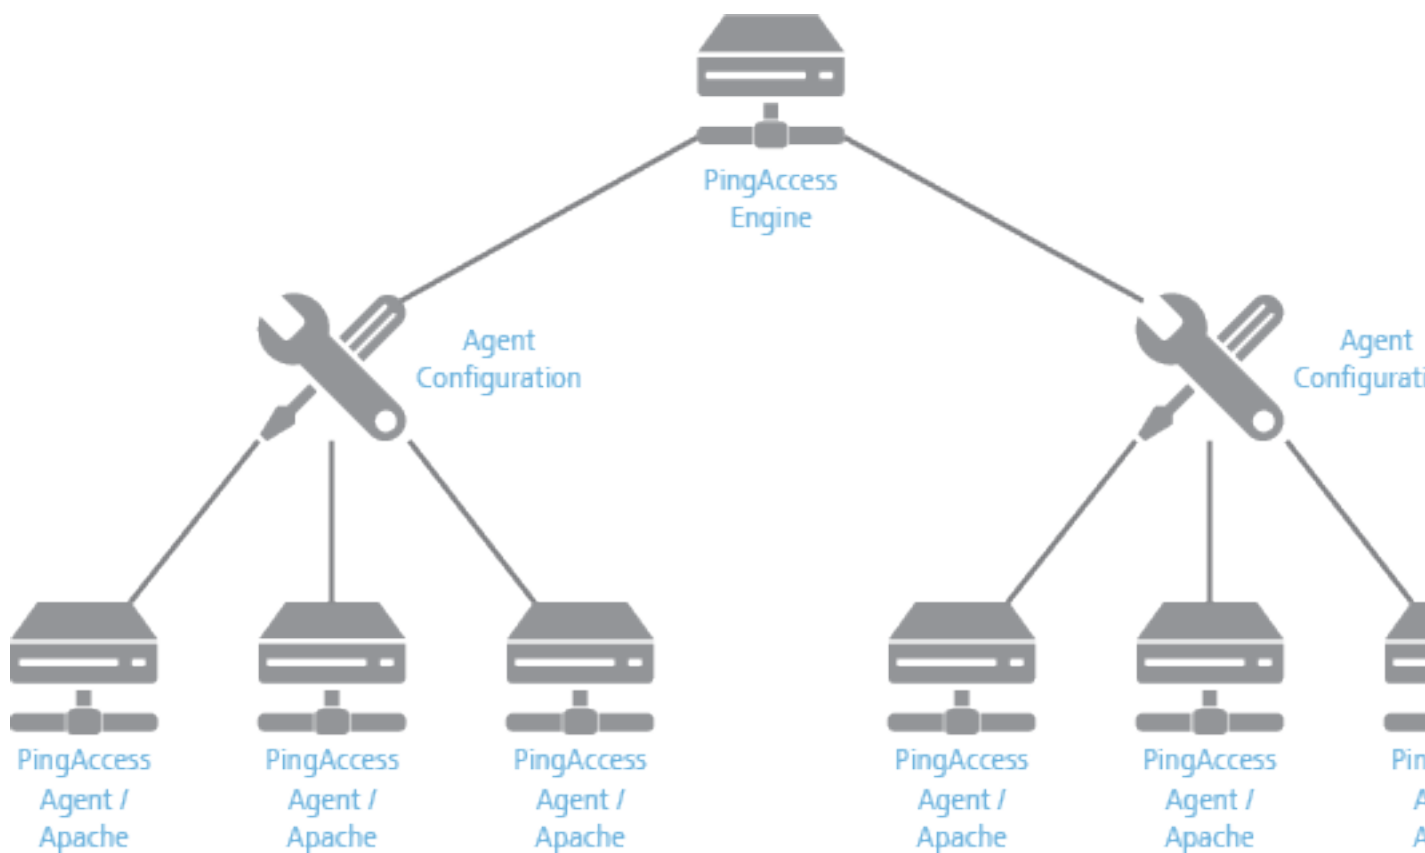 PingAccess
Engine
Agent
Configuration
Agent
PingAccess
Agent /
Apache
PingAccess
Agent /
Apache
PingAccess
Agent /
Apache
PingAccess
Agent /
Apache
PingAccess
Agent /
Apache